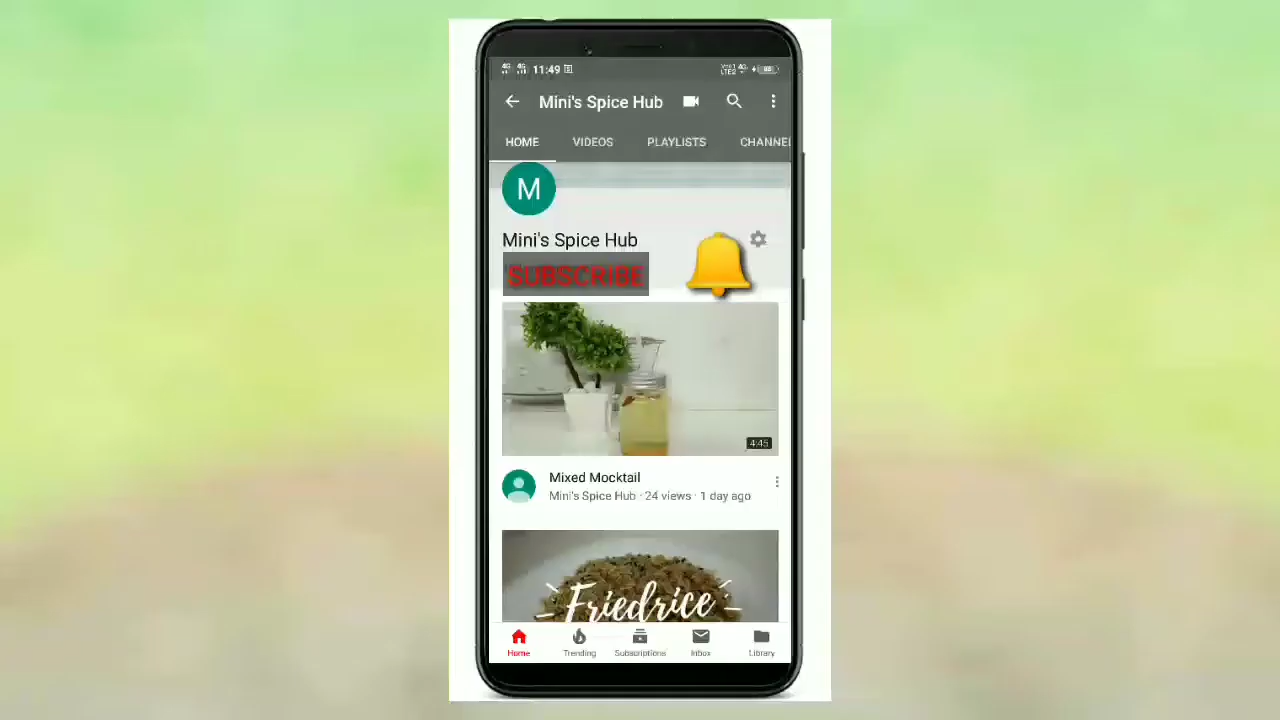 11:49
Mini's Spice Hub
HOME VIDEOS PLAYLISTS CHANNEL
M
Mini's Spice Hub
SUBSCRIBE
4:45
Mixed Mocktail
Mini's Spice Hub · 24 views · 1 day ago
Friedrice
Home Trending Subscriptions Inbox Library